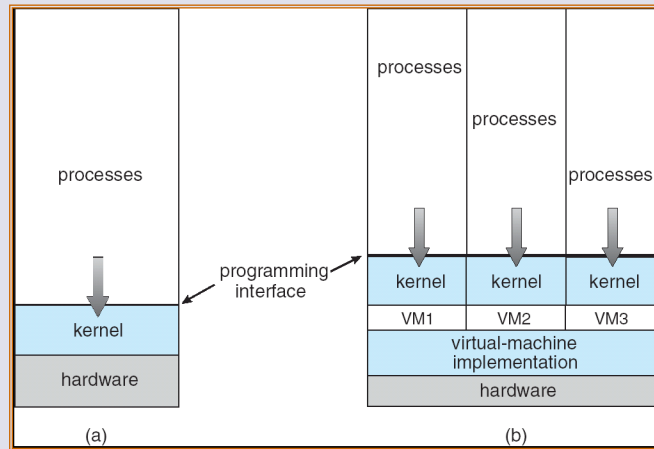 processes
kernel
hardware
(a)
programming
interface
processes
processes
processes
kernel
kernel
kernel
VM1
VM2
VM3
virtual-machine
implementation
hardware
(b)